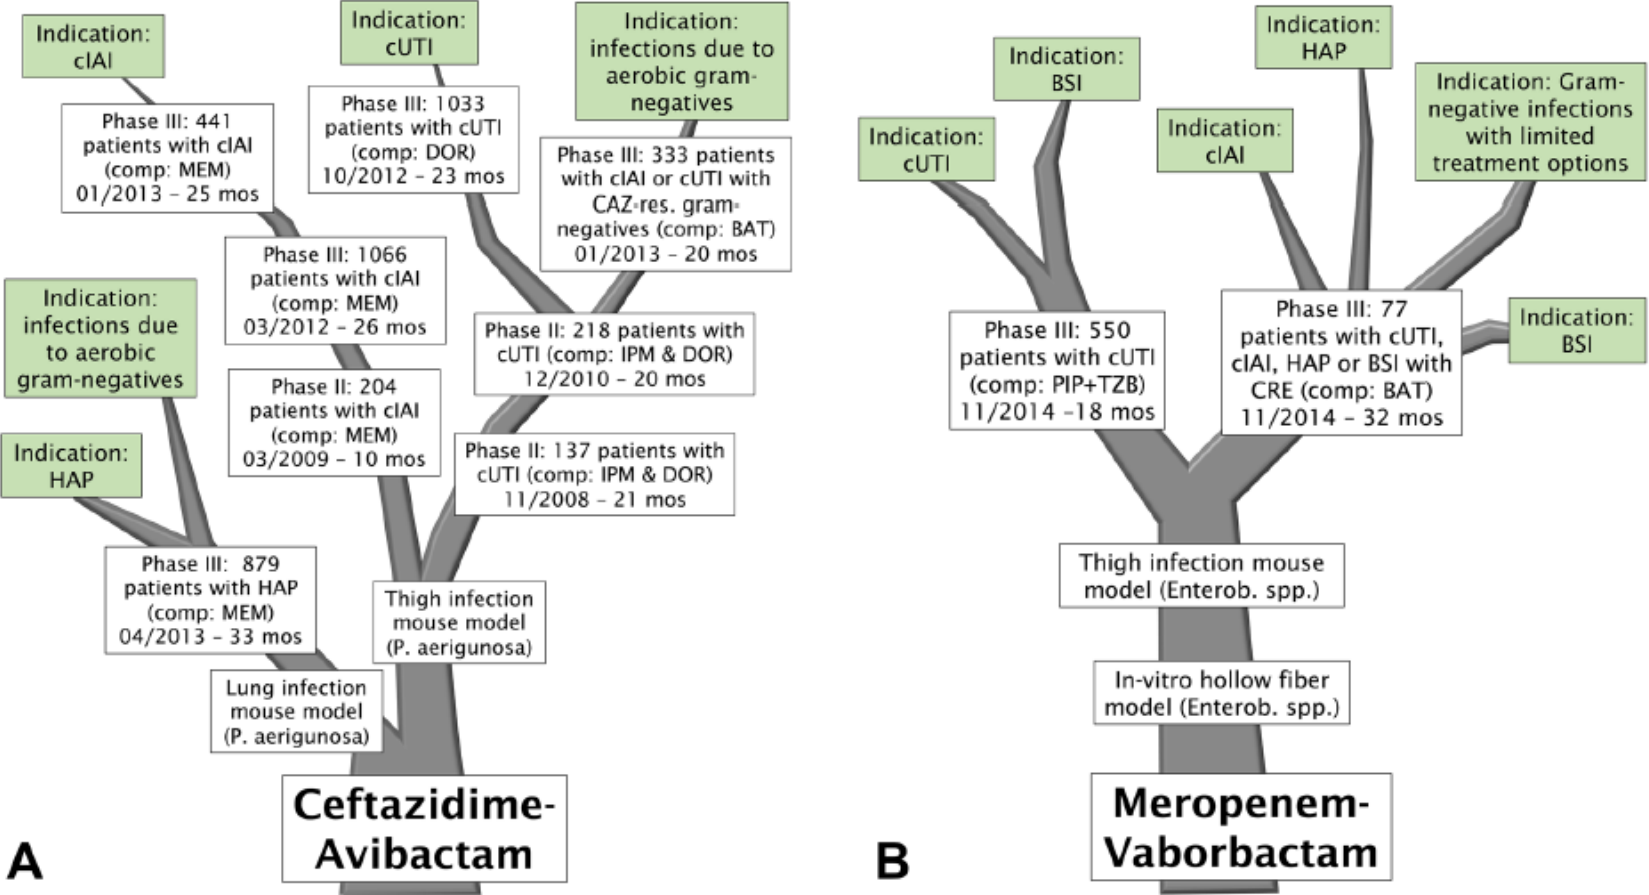 Indication:
cIAI
Phase III: 441
patients with cIAI
(comp: MEM)
01/2013 – 25 mos
Phase III: 1066
patients with cIAI
(comp: MEM)
03/2012 – 26 mos
Phase II: 204
patients with cIAI
(comp: MEM)
03/2009 – 10 mos
Indication:
cUTI
Phase III: 1033
patients with cUTI
(comp: DOR)
10/2012 – 23 mos
Indication:
infections due to
aerobic gram-
negatives
Phase III: 333 patients
with cIAI or cUTI with
CAZ-res. gram-
negatives (comp: BAT)
01/2013 – 20 mos
Phase II: 218 patients with
cUTI (comp: IPM & DOR)
12/2010 – 20 mos
Phase II: 137 patients with
cUTI (comp: IPM & DOR)
11/2008 – 21 mos
Indication:
infections due
to aerobic
gram-negatives
Indication:
HAP
Phase III: 879
patients with HAP
(comp: MEM)
04/2013 – 33 mos
Thigh infection
mouse model
(P. aerigunosa)
Lung infection
mouse model
(P. aerigunosa)
Ceftazidime-
Avibactam
A
Indication:
cUTI
Indication:
BSI
Indication:
cIAI
Indication:
HAP
Indication: Gram-
negative infections
with limited
treatment options
Indication:
BSI
Phase III: 550
patients with cUTI
(comp: PIP+TZB)
11/2014 –18 mos
Phase III: 77
patients with cUTI,
cIAI, HAP or BSI with
CRE (comp: BAT)
11/2014 – 32 mos
Thigh infection mouse
model (Enterob. spp.)
In-vitro hollow fiber
model (Enterob. spp.)
Meropenem-
Vaborbactam
B